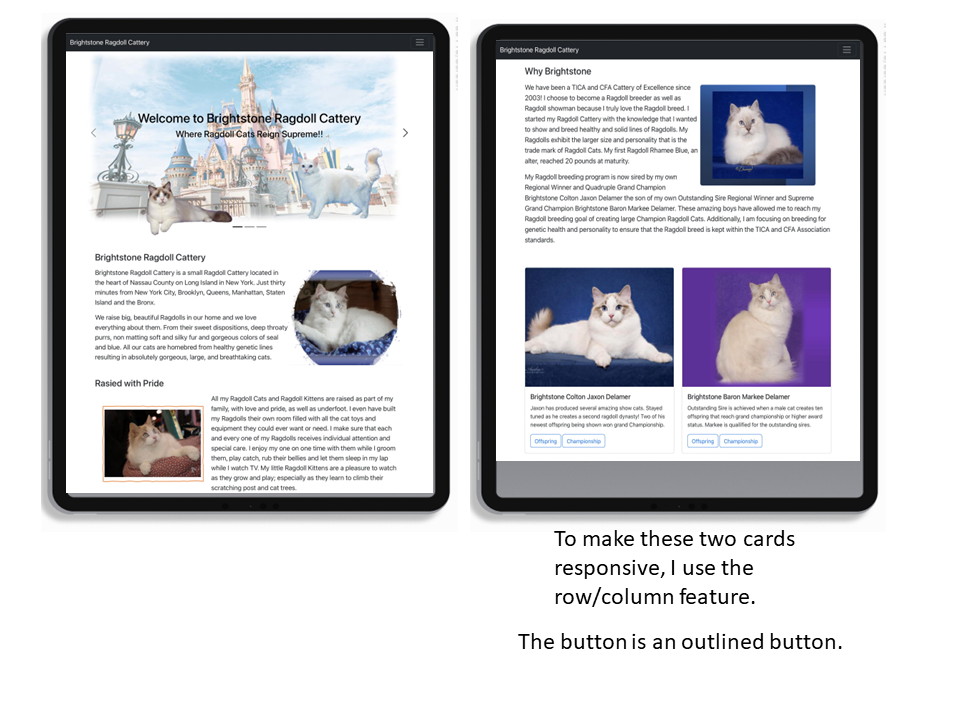 Brightstone Ragdoll Cattery
Welcome to Brightstone Ragdoll Cattery
Where Ragdoll Cats Reign Supreme!!
Brightstone Ragdoll Cattery
Brightstone Ragdoll Cattery is a small Ragdoll Cattery located in
the heart of Nassau County on Long Island in New York. Just thirty
minutes from New York City, Brooklyn, Queens, Manhattan, Staten
Island and the Bronx.
We raise big, beautiful Ragdolls in our home and we love
everything about them. From their sweet dispositions, deep throaty
purrs, non matting soft and silky fur and gorgeous colors of seal
and blue. All our cats are homebred from healthy genetic lines
resulting in absolutely gorgeous, large, and breathtaking cats.
Rasied with Pride
All my Ragdoll Cats and Ragdoll Kittens are raised as part of my
family, with love and pride, as well as underfoot. I even have built
my Ragdolls their own room filled with all the cat toys and
equipment they could ever want or need. I make sure that each
and every one of my Ragdolls receives individual attention and
special care. I enjoy my one on one time with them while I groom
them, play catch, rub their bellies and let them sleep in my lap
while I watch TV. My little Ragdoll Kittens are a pleasure to watch
as they grow and play; especially as they learn to climb their
scratching post and cat trees.
Brightstone Ragdoll Cattery
Why Brightstone
We have been a TICA and CFA Cattery of Excellence since
2003! I choose to become a Ragdoll breeder as well as
Ragdoll showman because I truly love the Ragdoll breed. I
started my Ragdoll Cattery with the knowledge that I wanted
to show and breed healthy and solid lines of Ragdolls. My
Ragdolls exhibit the larger size and personality that is the
trade mark of Ragdoll Cats. My first Ragdoll Rhamee Blue, an
alter, reached 20 pounds at maturity.
My Ragdoll breeding program is now sired by my own
Regional Winner and Quadruple Grand Champion
Brightstone Colton Jaxon Delamer the son of my own Outstanding Sire Regional Winner and Supreme
Grand Champion Brightstone Baron Markee Delamer. These amazing boys have allowed me to reach my
Ragdoll breeding goal of creating large Champion Ragdoll Cats. Additionally, I am focusing on breeding for
genetic health and personality to ensure that the Ragdoll breed is kept within the TICA and CFA Association
standards.
Brightstone Colton Jaxon Delamer
Jaxon has produced several amazing show cats. Stayed
tuned as he creates a second ragdoll dynasty! Two of his
newest offspring being shown won grand Championship.
Offspring Championship
Brightstone Baron Markee Delamer
Outstanding Sire is achieved when a male cat creates ten
offspring that reach grand championship or higher award
status. Markee is qualified for the outstanding sires.
Offspring Championship
To make these two cards
responsive, I use the
row/column feature.
The button is an outlined button.